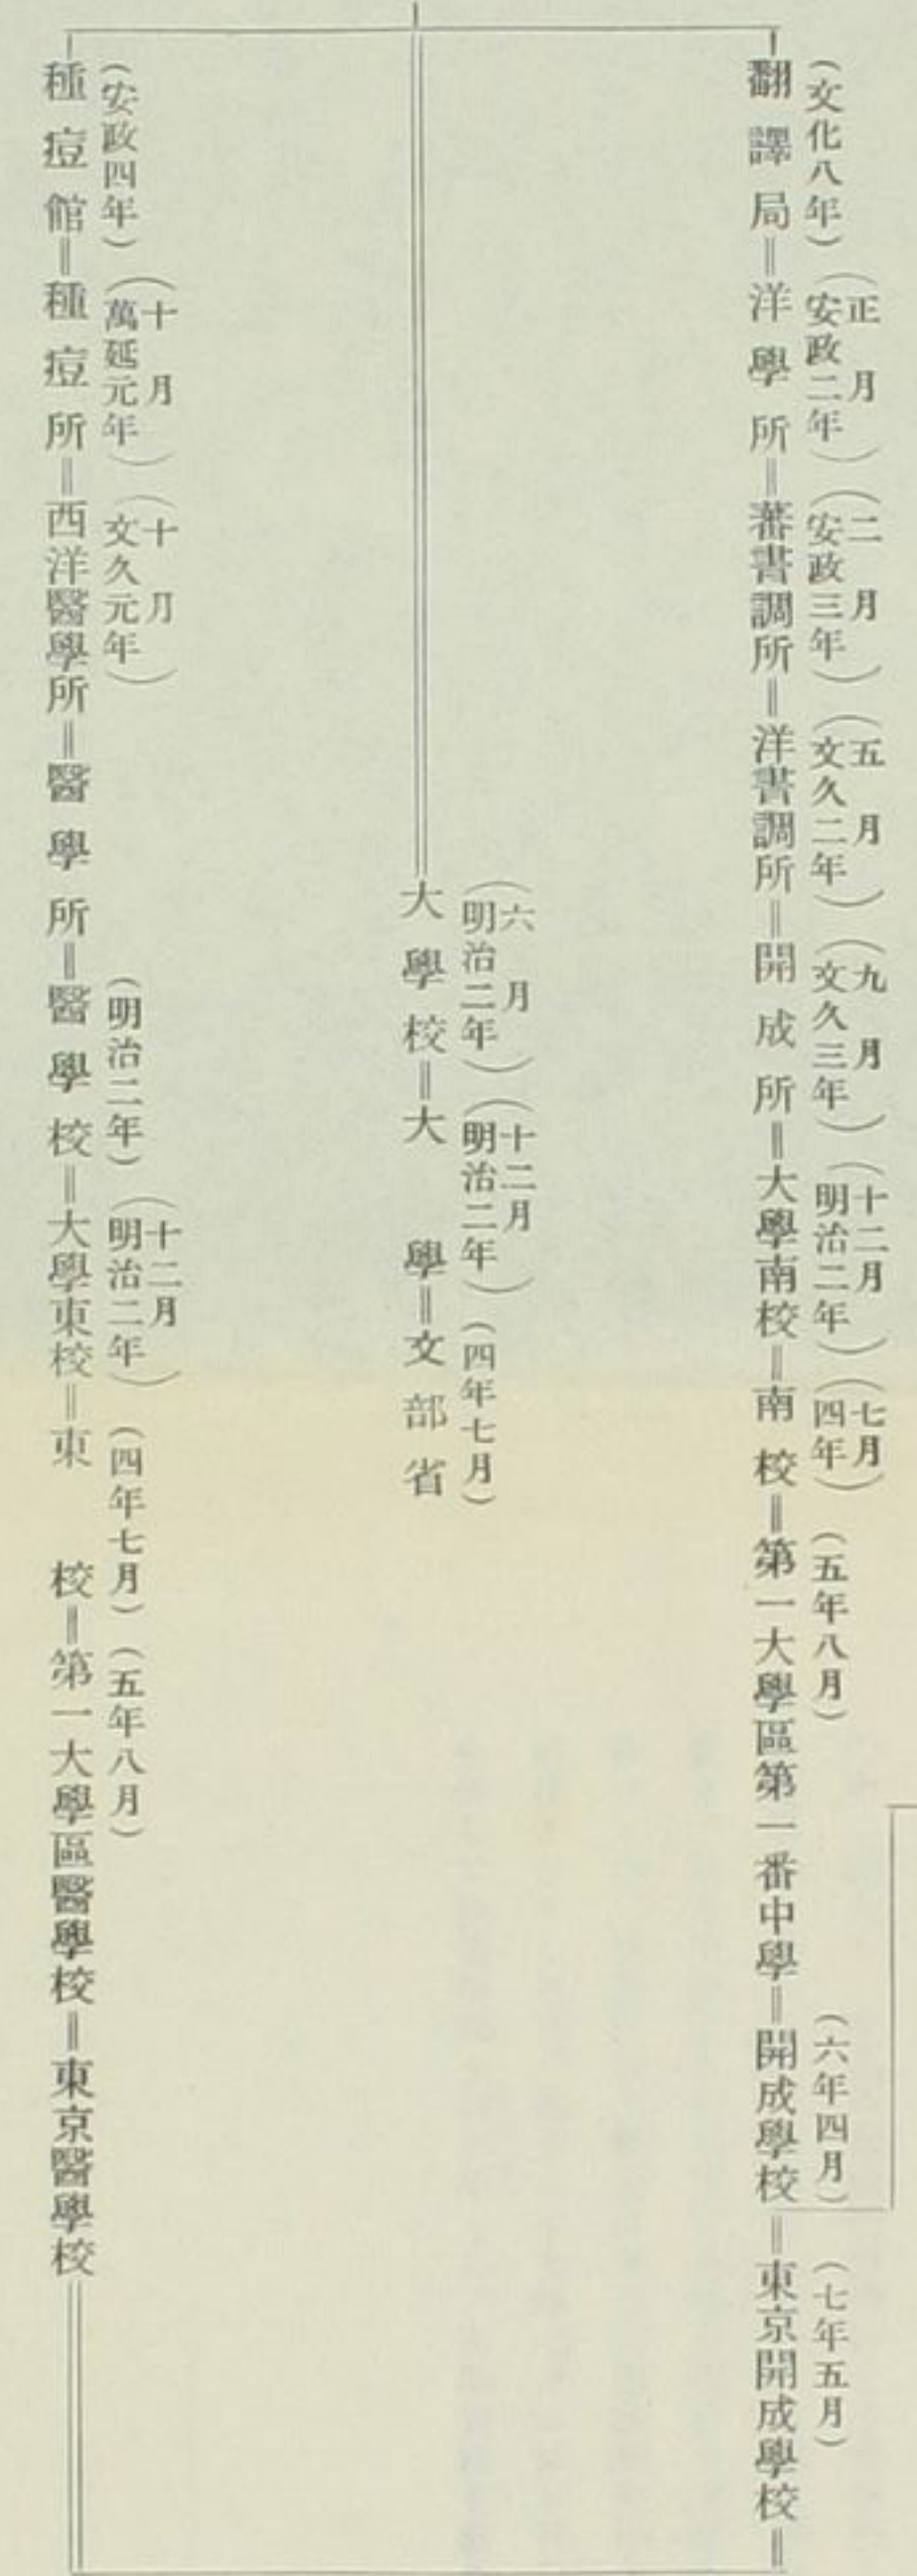 (文化八年)(正月安政二年)(二月安政三年)(五月文久二年)(九月文久三年)(十二月明治二年)(七月四年)(五年八月)(六年四月)(七年五月)
翻譯局=洋學所=蕃書調所=洋書調所=開成所=大學南校=南校=第一大學區第一番中學=開成學校=東京開成學校=
(六月明治二年)(十二月明治二年)(四年七月)
大學校=大學=文部省
(安政四年)(十月萬延元年)(十月文久元年)(明治二年)(十二月明治二年)(四年七月)(五年八月)
種痘館=種痘所=西洋醫學所=醫學所=醫學校=大學東校=東校=第一大學區醫學校=東京醫學校